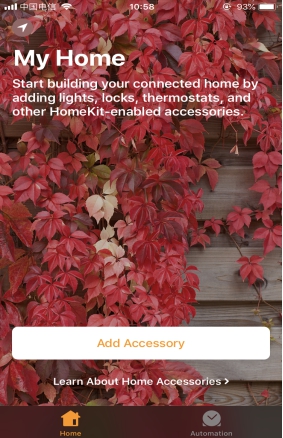 中国电信 10:58 93%
My Home
Start building your connected home by
adding lights, locks, thermostats, and
other HomeKit-enabled accessories.
Add Accessory
Learn About Home Accessories >
Home Automation